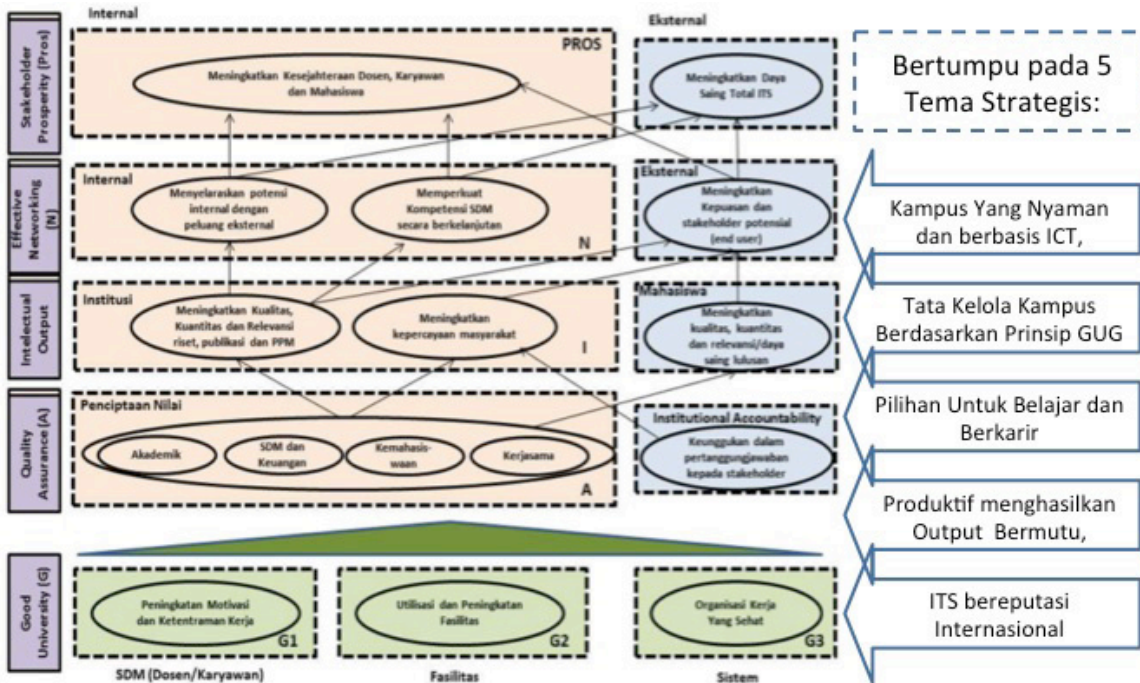 Internal
Eksternal
Stakeholder
Prosperity (Pros)
PROS
Meningkatkan Kesejahteraan Dosen, Karyawan
dan Mahasiswa
Meningkatkan Daya
Saing Total ITS
Effective
Networking
(N)
Internal
Menyelaraskan potensi
internal dengan
peluang eksternal
Memperkuat
Kompetensi SDM
secara berkelanjutan
N
Eksternal
Meningkatkan
Kepuasan dan
stakeholder potensial
(end user)
Intelectual
Output
Institusi
Meningkatkan Kualitas,
Kuantitas dan Relevansi
riset, publikasi dan PPM
Meningkatkan
kepercayaan masyarakat
I
Mahasiswa
Meningkatkan
kualitas, kuantitas
dan relevansi/daya
saing lulusan
Quality
Assurance (A)
Penciptaan Nilai
Akademik
SDM dan
Keuangan
Kemahasis-
waan
Kerjasama
A
Institutional Accountability
Keunggukan dalam
pertanggungjawaban
kepada stakeholder
Good
University (G)
Peningkatan Motivasi
dan Ketentraman Kerja
G1
Utilisasi dan Peningkatan
Fasilitas
G2
Organisasi Kerja
Yang Sehat
G3
SDM (Dosen/Karyawan)
Fasilitas
Sistem
Bertumpu pada 5
Tema Strategis:
Kampus Yang Nyaman
dan berbasis ICT,
Tata Kelola Kampus
Berdasarkan Prinsip GUG
Pilihan Untuk Belajar dan
Berkarir
Produktif menghasilkan
Output Bermutu,
ITS bereputasi
Internasional